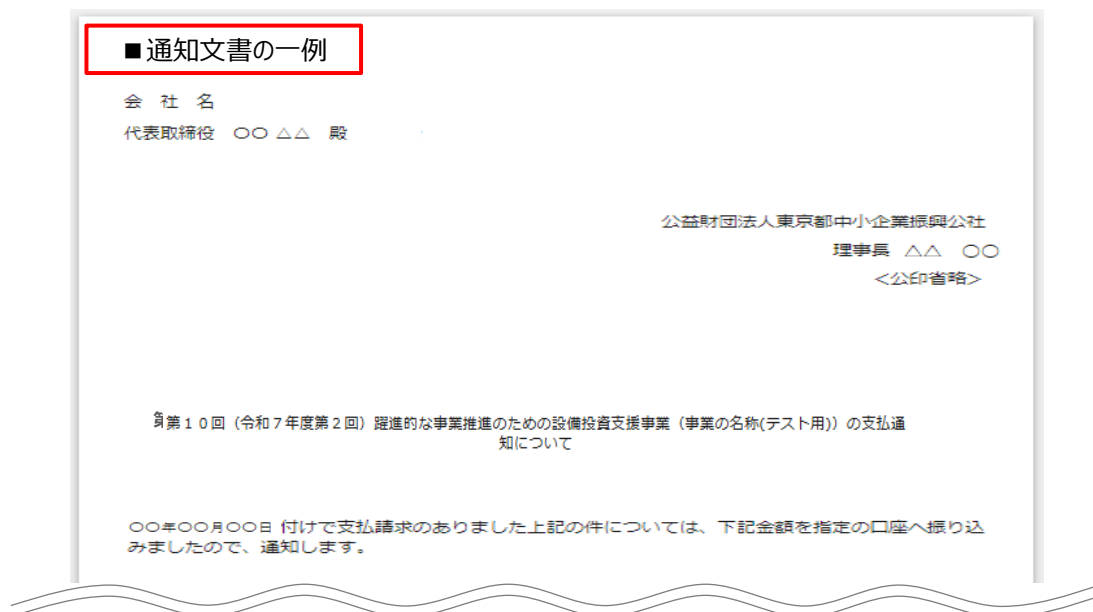 ■通知文書の一例
会 社 名
代表取締役 〇〇 △△ 殿
公益財団法人東京都中小企業振興公社
理事長 △△ 〇〇
＜公印省略＞
第１０回（令和７年度第２回）躍進的な事業推進のための設備投資支援事業（事業の名称(テスト用)）の支払通
知について
〇〇年〇〇月〇〇日 付けで支払請求のありました上記の件については、下記金額を指定の口座へ振り込
みましたので、通知します。